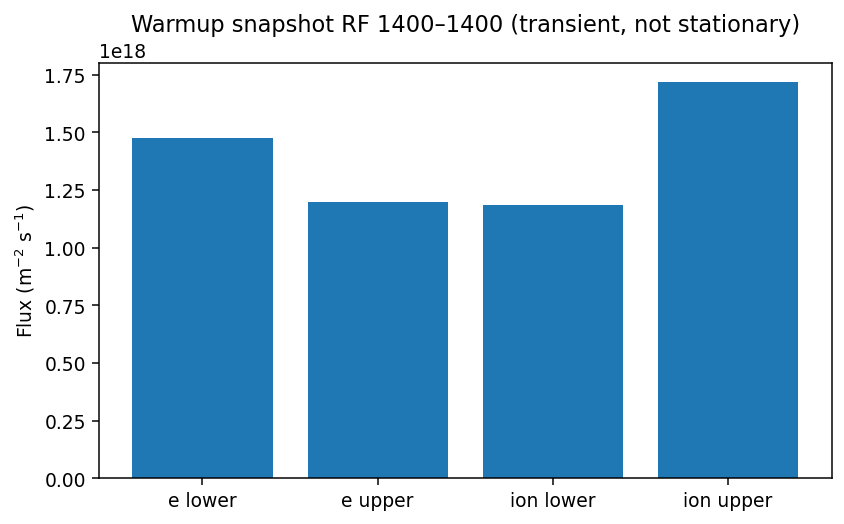 Warmup snapshot RF 1400–1400 (transient, not stationary)
1e18
1.75
1.50
1.25
1.00
0.75
0.50
0.25
0.00
Flux (m⁻² s⁻¹)
e lower e upper ion lower ion upper